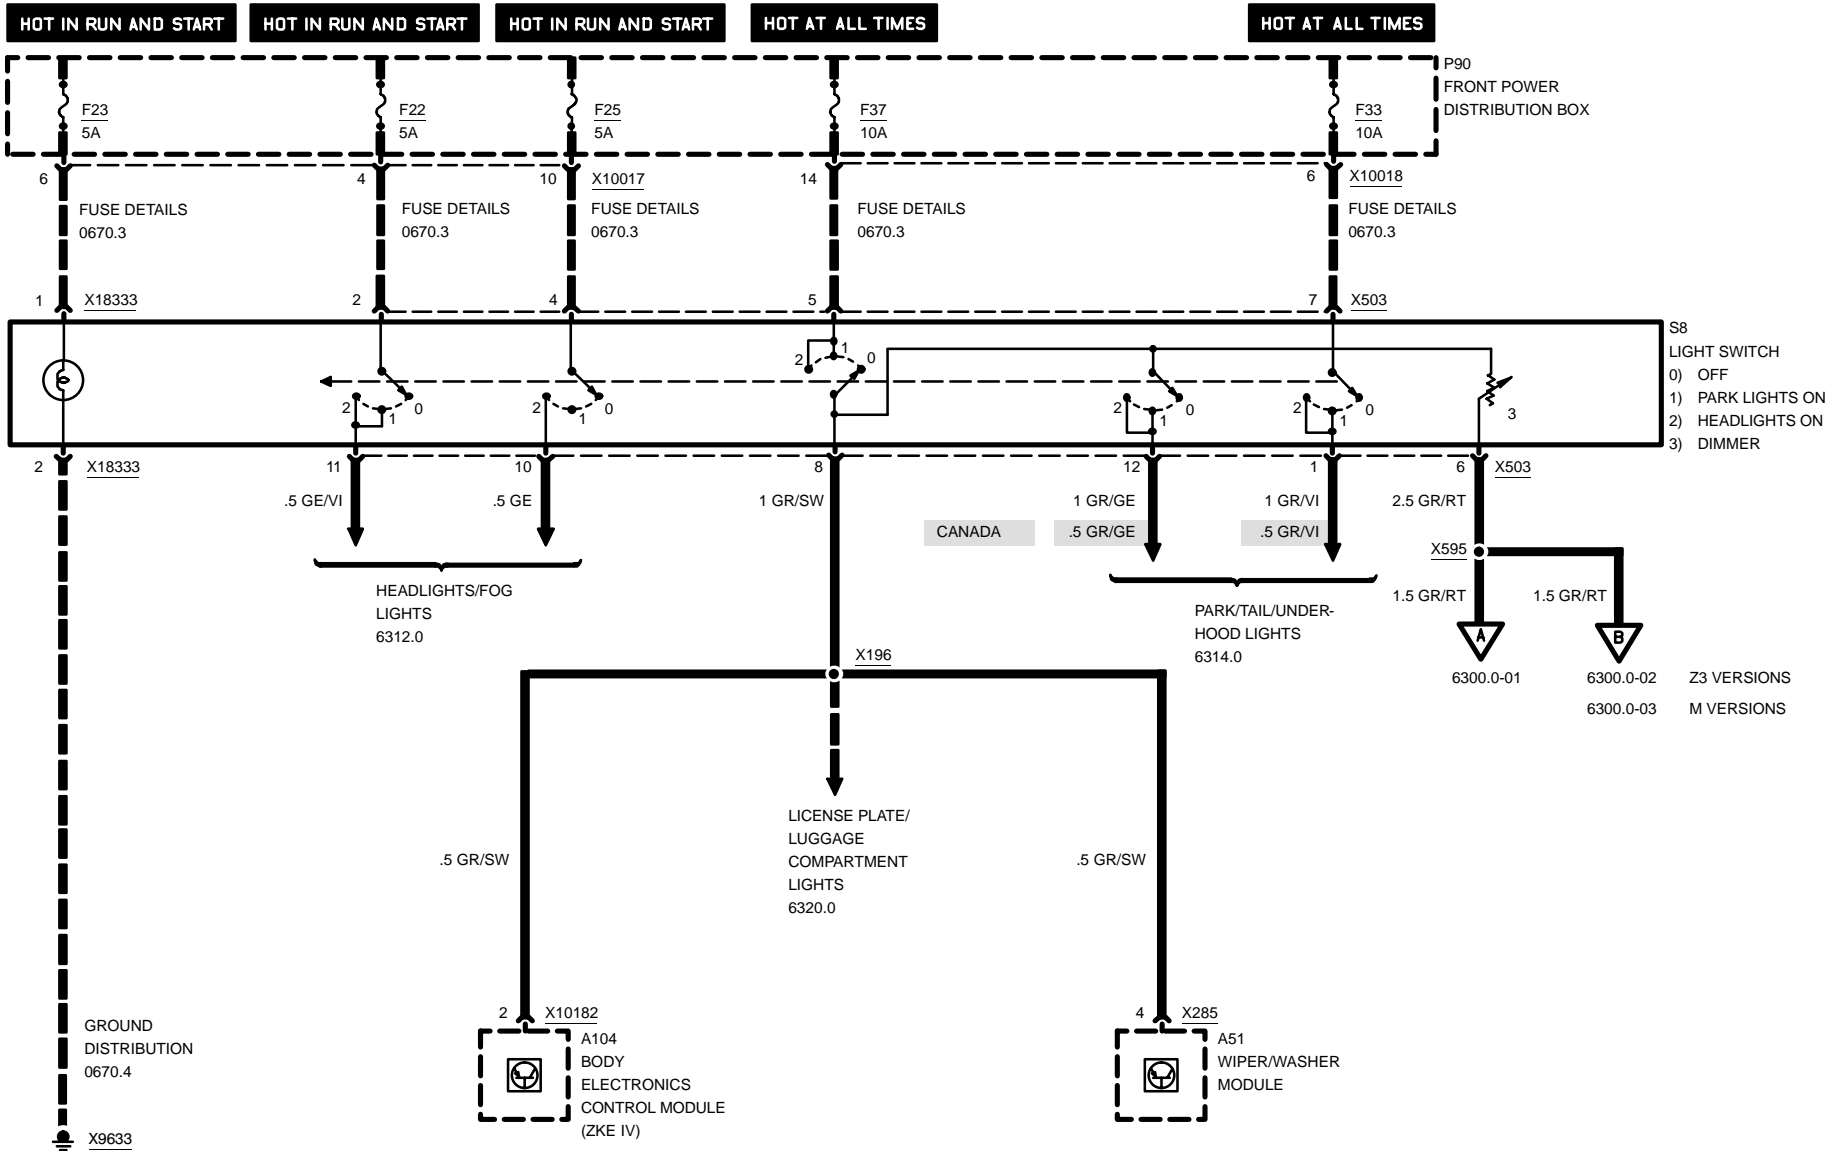 HOT IN RUN AND START
HOT IN RUN AND START
HOT IN RUN AND START
HOT AT ALL TIMES
HOT AT ALL TIMES
P90
FRONT POWER
DISTRIBUTION BOX
F23
5A
F22
5A
F25
5A
F37
10A
F33
10A
6
4
10
X10017
14
6
X10018
FUSE DETAILS
0670.3
FUSE DETAILS
0670.3
FUSE DETAILS
0670.3
FUSE DETAILS
0670.3
FUSE DETAILS
0670.3
1
X18333
2
4
5
7
X503
S8
LIGHT SWITCH
0) OFF
1) PARK LIGHTS ON
2) HEADLIGHTS ON
3) DIMMER
2
1
0
2
1
0
2
1
0
2
1
0
2
1
0
3
2
X18333
11
10
8
12
1
6
X503
.5 GE/VI
.5 GE
1 GR/SW
1 GR/GE
1 GR/VI
2.5 GR/RT
CANADA
.5 GR/GE
.5 GR/VI
X595
HEADLIGHTS/FOG
LIGHTS
6312.0
PARK/TAIL/UNDER-
HOOD LIGHTS
6314.0
1.5 GR/RT
1.5 GR/RT
A
B
6300.0-01
6300.0-02 Z3 VERSIONS
6300.0-03 M VERSIONS
X196
LICENSE PLATE/
LUGGAGE
COMPARTMENT
LIGHTS
6320.0
.5 GR/SW
.5 GR/SW
GROUND
DISTRIBUTION
0670.4
X9633
2
X10182
A104
BODY
ELECTRONICS
CONTROL MODULE
(ZKE IV)
4
X285
A51
WIPER/WASHER
MODULE